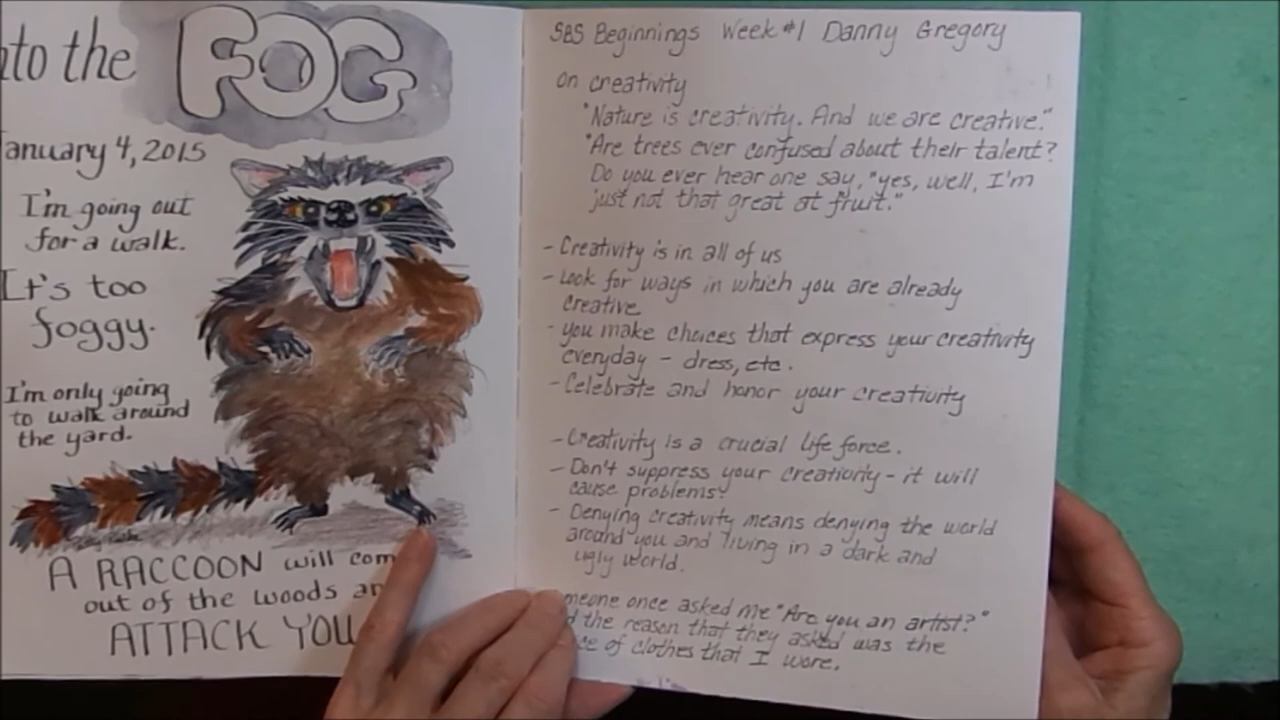 nto the FOG
anuary 4, 2015
I'm going out
for a walk.
It's too
foggy.
I'm only going
to walk around
the yard.
A RACCOON will com
out of the woods an
ATTACK YOU
SBS Beginnings Week #1 Danny Gregory
on creativity
"Nature is creativity. And we are creative."
"Are trees ever confused about their talent?
Do you ever hear one say, "yes, well, I'm
just not that great at fruit."
- Creativity is in all of us
- Look for ways in which you are already
creative
- you make choices that express your creativity
everyday - dress, etc.
- Celebrate and honor your creativity
- Creativity is a crucial life force.
- Don't suppress your creativity - it will
cause problems!
- Denying creativity means denying the world
around you and living in a dark and
ugly world.
meone once asked me "Are you an artist?"
d the reason that they asked was the
ce of clothes that I wore.